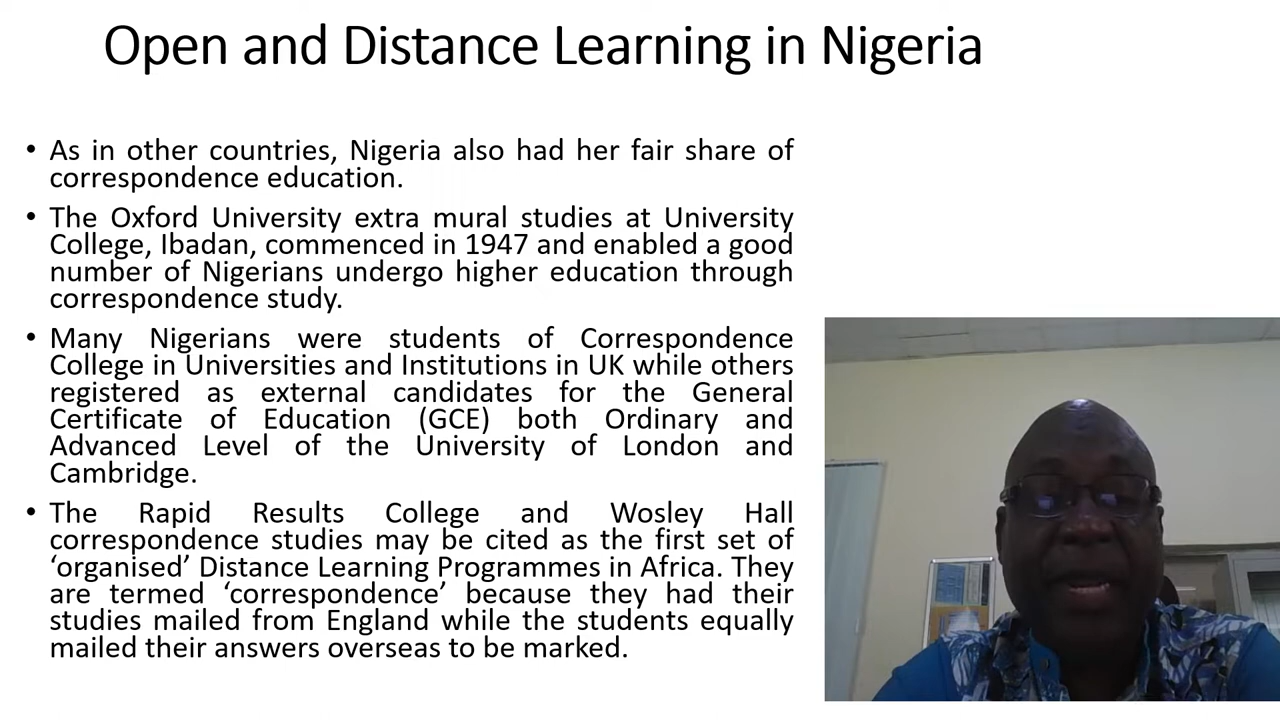 Open and Distance Learning in Nigeria
• As in other countries, Nigeria also had her fair share of
correspondence education.
• The Oxford University extra mural studies at University
College, Ibadan, commenced in 1947 and enabled a good
number of Nigerians undergo higher education through
correspondence study.
• Many Nigerians were students of Correspondence
College in Universities and Institutions in UK while others
registered as external candidates for the General
Certificate of Education (GCE) both Ordinary and
Advanced Level of the University of London and
Cambridge.
• The Rapid Results College and Wosley Hall
correspondence studies may be cited as the first set of
‘organised’ Distance Learning Programmes in Africa. They
are termed ‘correspondence’ because they had their
studies mailed from England while the students equally
mailed their answers overseas to be marked.